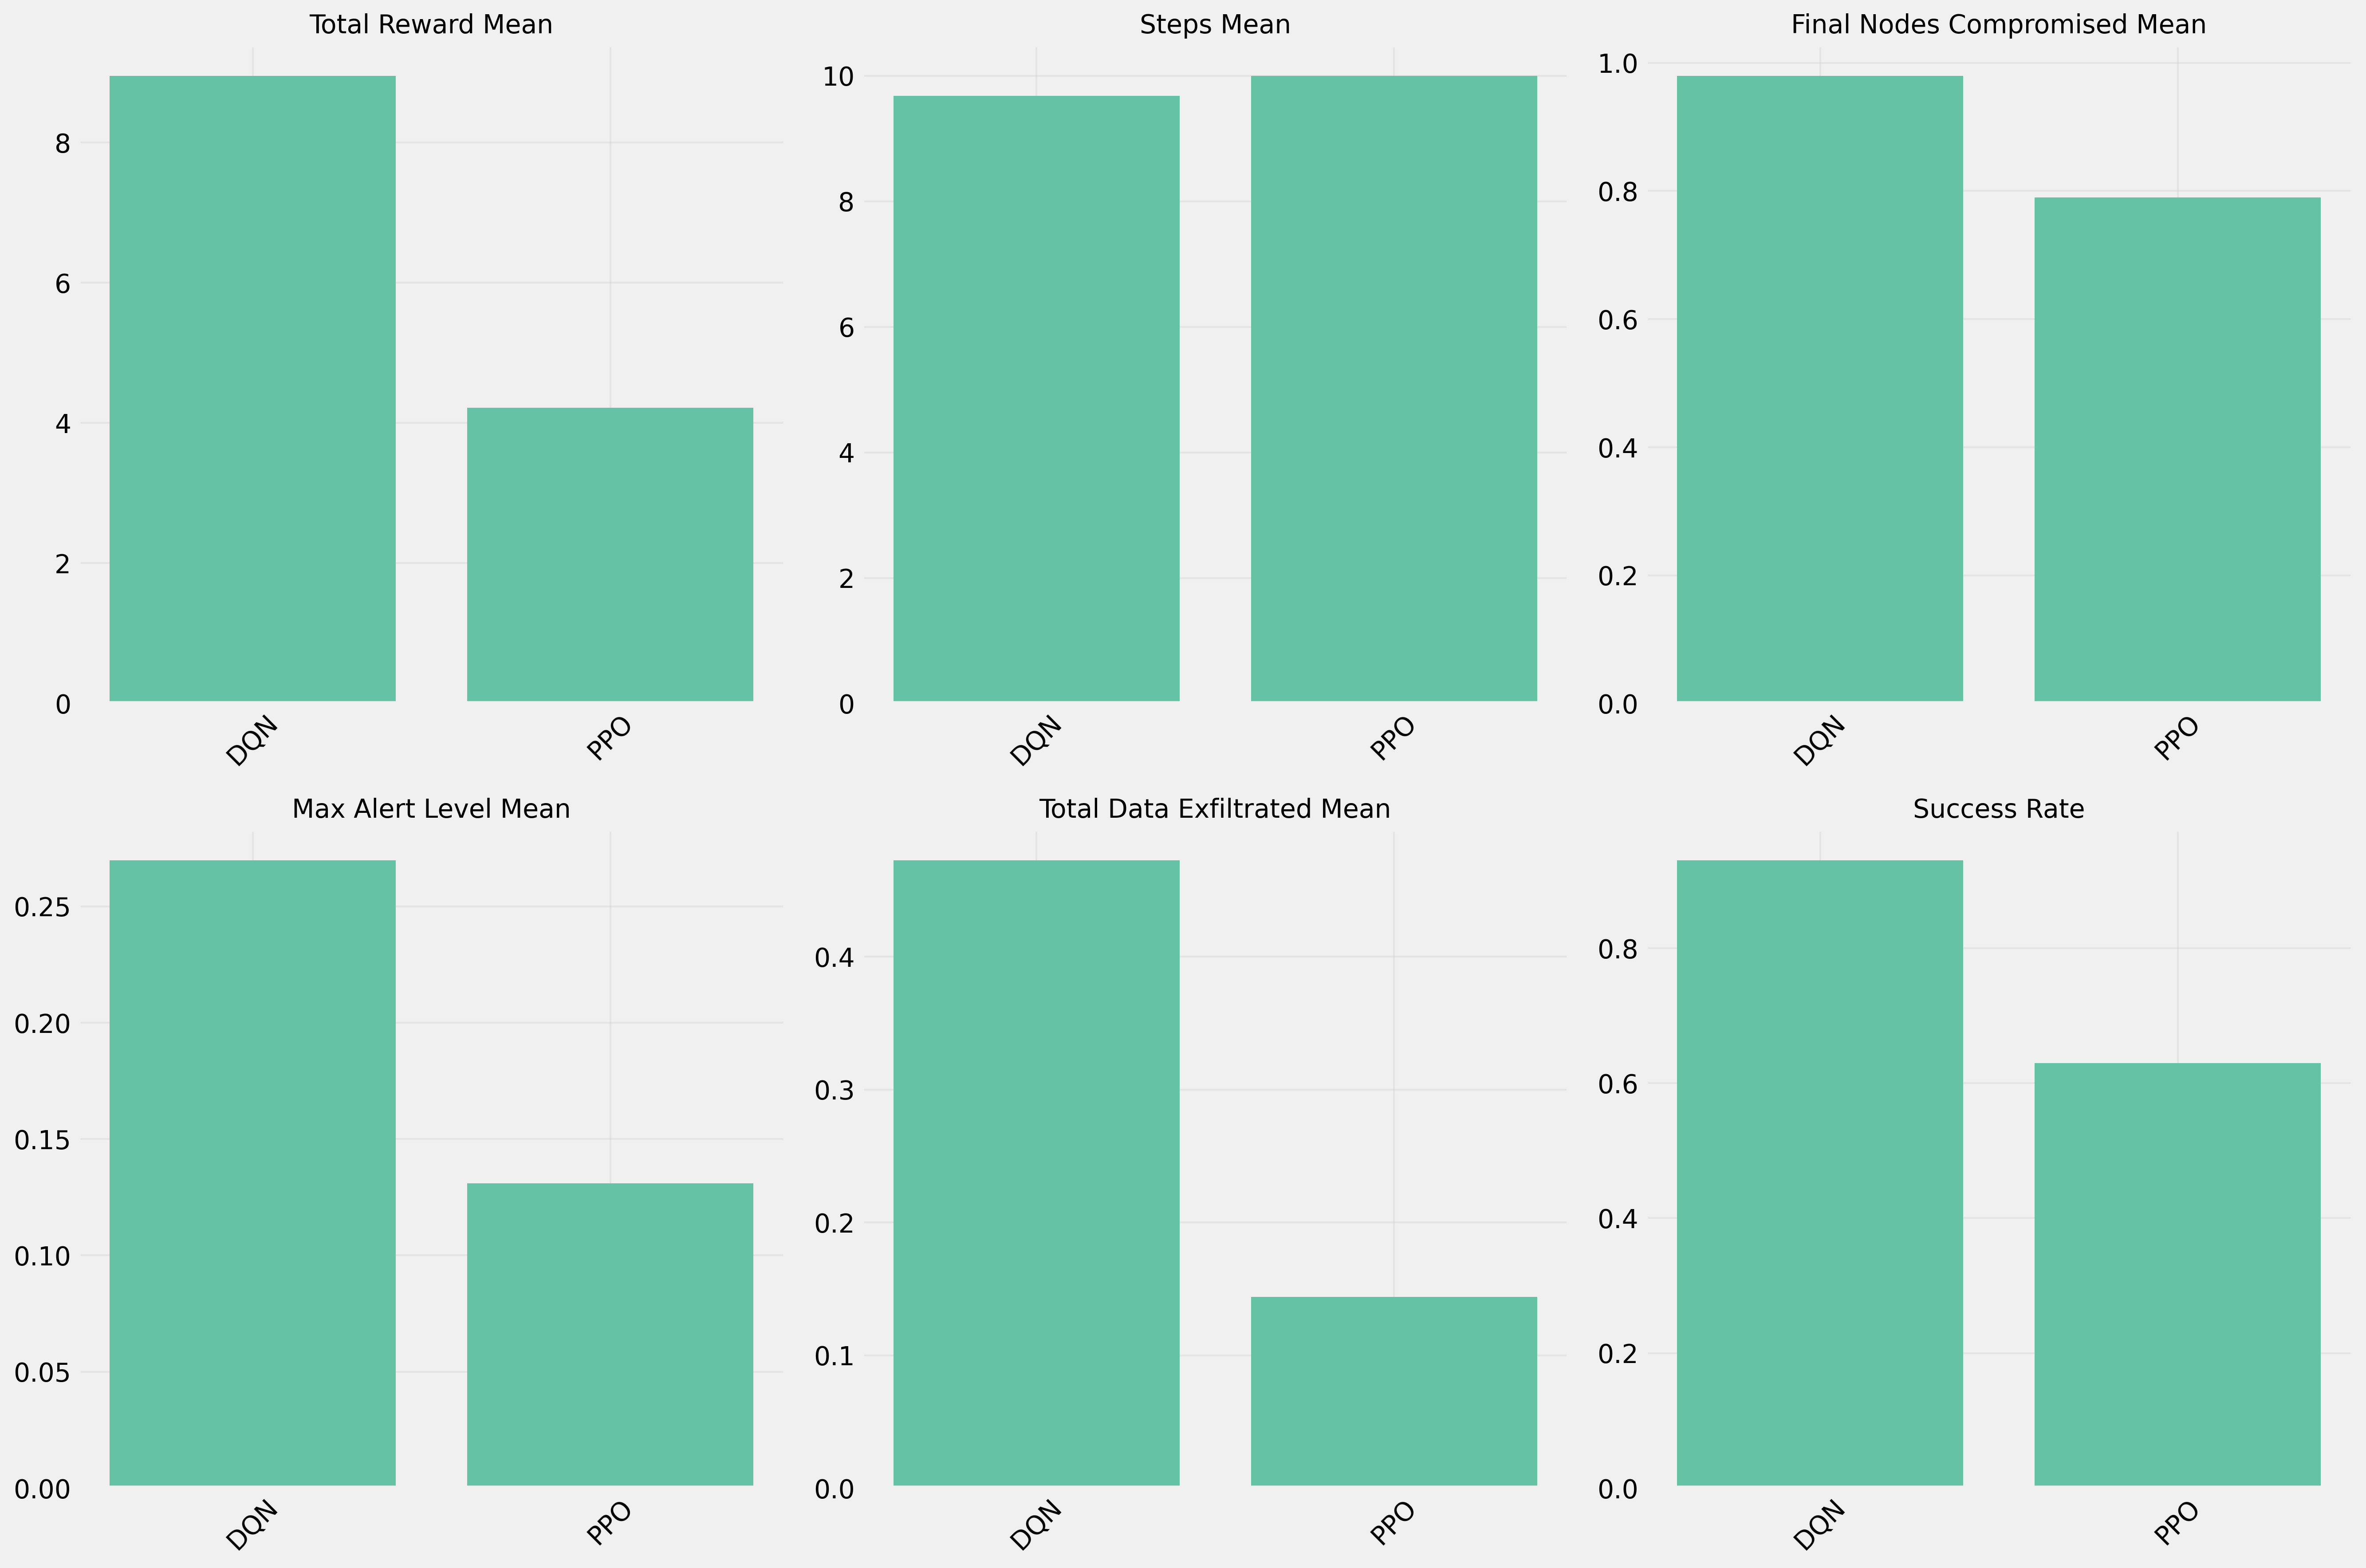 Total Reward Mean
8
6
4
2
0
DQN
PPO
Steps Mean
10
8
6
4
2
0
DQN
PPO
Final Nodes Compromised Mean
1.0
0.8
0.6
0.4
0.2
0.0
DQN
PPO
Max Alert Level Mean
0.25
0.20
0.15
0.10
0.05
0.00
DQN
PPO
Total Data Exfiltrated Mean
0.4
0.3
0.2
0.1
0.0
DQN
PPO
Success Rate
0.8
0.6
0.4
0.2
0.0
DQN
PPO